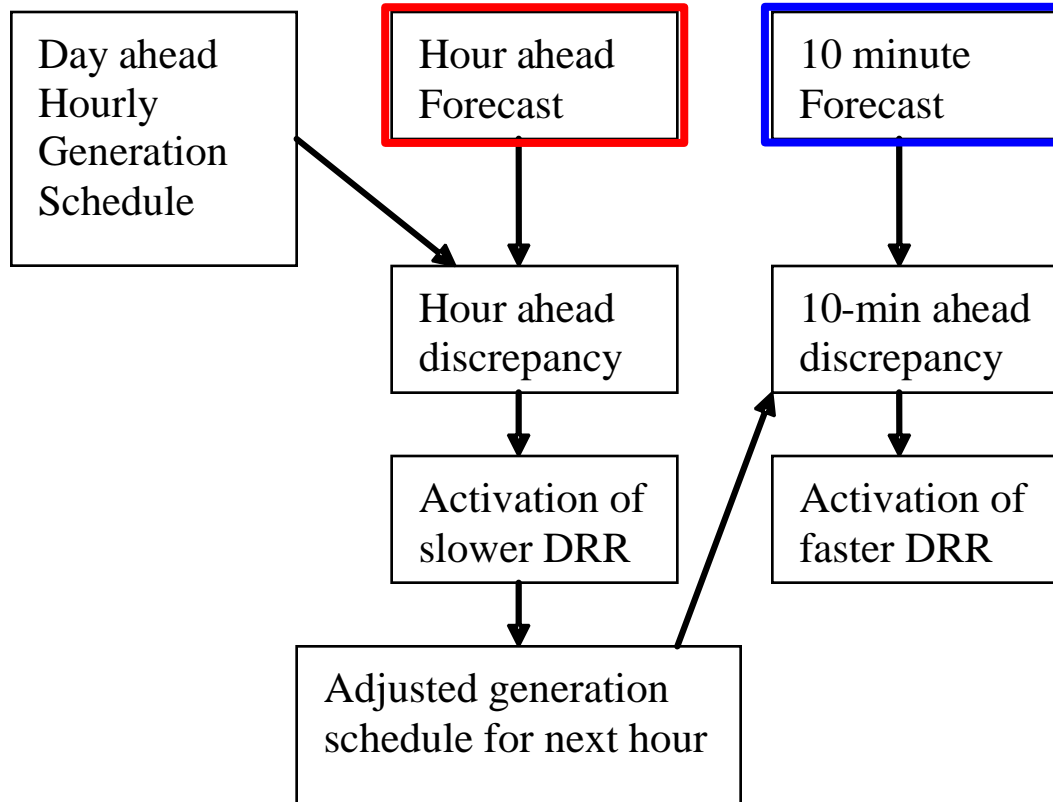 Day ahead
Hourly
Generation
Schedule
Hour ahead
Forecast
10 minute
Forecast
Hour ahead
discrepancy
10-min ahead
discrepancy
Activation of
slower DRR
Activation of
faster DRR
Adjusted generation
schedule for next hour